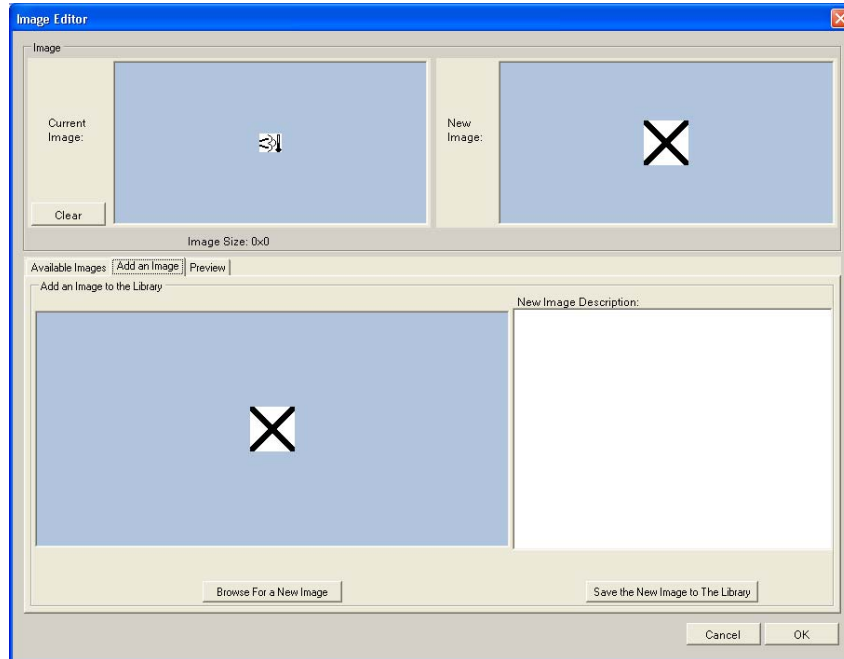 Image Editor
Image
Current
Image:
New
Image:
Clear
Image Size: 0x0
Available Images Add an Image Preview
Add an Image to the Library
New Image Description:
Browse For a New Image
Save the New Image to The Library
Cancel OK